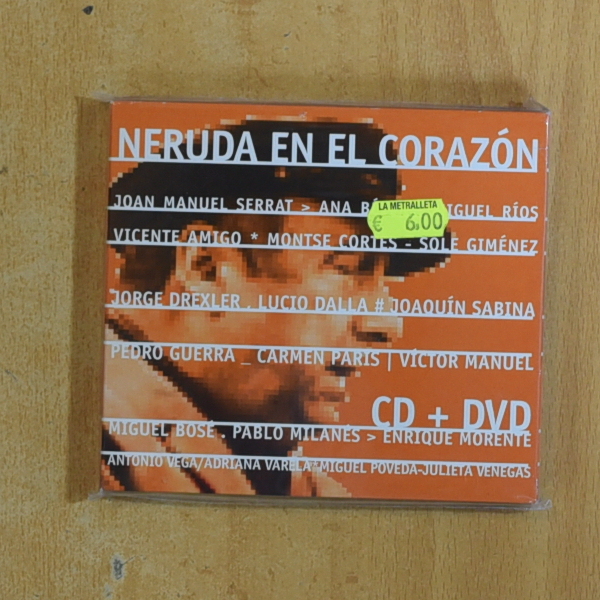 NERUDA EN EL CORAZÓN
JOAN MANUEL SERRAT > ANA IGUEL RÍOS
LA METRALLETA
€ 6,00
VICENTE AMIGO * MONTSE CORTÉS - SOLE GIMÉNEZ
JORGE DREXLER . LUCIO DALLA # JOAQUÍN SABINA
PEDRO GUERRA _ CARMEN PARIS | VÍCTOR MANUEL
CD + DVD
MIGUEL BOSÉ . PABLO MILANÉS > ENRIQUE MORENTE
ANTONIO VEGA/ADRIANA VARELA*MIGUEL POVEDA-JULIETA VENEGAS